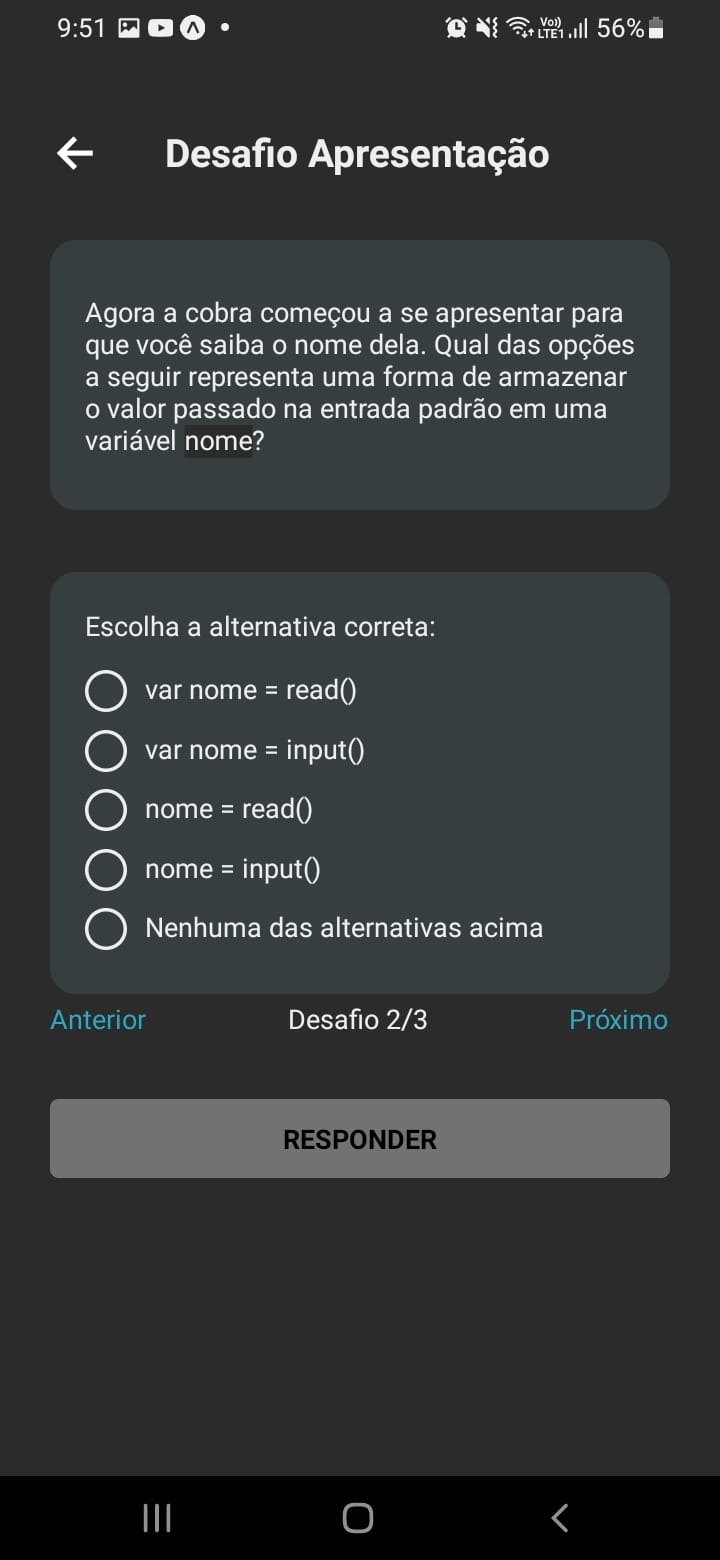 9:51 Vo)) LTE1 56%
Desafio Apresentação
Agora a cobra começou a se apresentar para
que você saiba o nome dela. Qual das opções
a seguir representa uma forma de armazenar
o valor passado na entrada padrão em uma
variável nome?
Escolha a alternativa correta:
var nome = read()
var nome = input()
nome = read()
nome = input()
Nenhuma das alternativas acima
Anterior Desafio 2/3 Próximo
RESPONDER